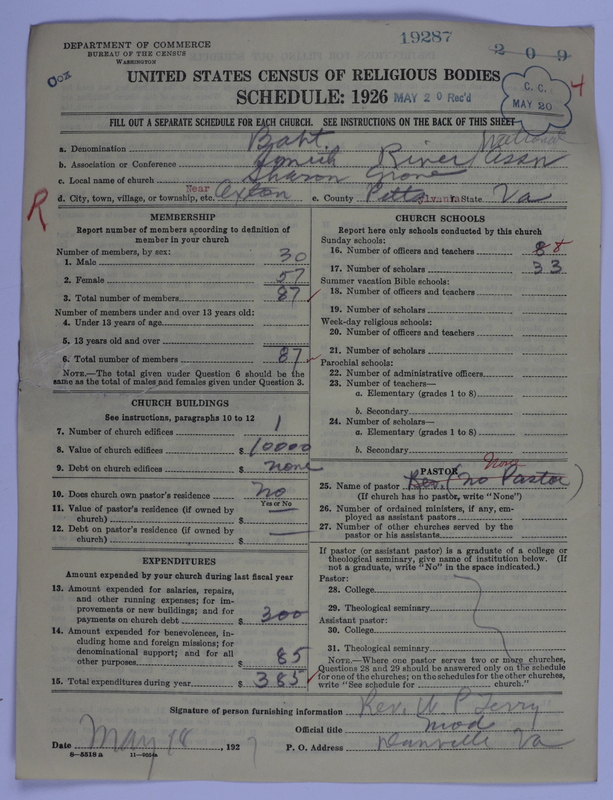 DEPARTMENT OF COMMERCE
BUREAU OF THE CENSUS
WASHINGTON
19287
209
UNITED STATES CENSUS OF RELIGIOUS BODIES
SCHEDULE: 1926
MAY 20 Rec'd
C. C.
MAY 20
4
FILL OUT A SEPARATE SCHEDULE FOR EACH CHURCH. SEE INSTRUCTIONS ON THE BACK OF THIS SHEET
a. Denomination Bapt. National
b. Association or Conference River Assn
c. Local name of church Sharon Grove
d. City, town, village, or township, etc. Near Axton e. County Pittsylvania f. State Va
R
MEMBERSHIP
Report number of members according to definition of
member in your church
Number of members, by sex:
1. Male 30
2. Female 57
3. Total number of members 87
Number of members under and over 13 years old:
4. Under 13 years of age
5. 13 years old and over
6. Total number of members 87
NOTE.—The total given under Question 6 should be the
same as the total of males and females given under Question 3.
CHURCH BUILDINGS
See instructions, paragraphs 10 to 12
7. Number of church edifices 1
8. Value of church edifices $ 10000
9. Debt on church edifices $ none
10. Does church own pastor's residence no
Yes or No
11. Value of pastor's residence (if owned by
church) $
12. Debt on pastor's residence (if owned by
church) $
EXPENDITURES
Amount expended by your church during last fiscal year
13. Amount expended for salaries, repairs,
and other running expenses; for im-
provements or new buildings; and for
payments on church debt $ 300
14. Amount expended for benevolences, in-
cluding home and foreign missions; for
denominational support; and for all
other purposes $ 85
15. Total expenditures during year $ 385
CHURCH SCHOOLS
Report here only schools conducted by this church
Sunday schools:
16. Number of officers and teachers 8 8
17. Number of scholars 33
Summer vacation Bible schools:
18. Number of officers and teachers
19. Number of scholars
Week-day religious schools:
20. Number of officers and teachers
21. Number of scholars
Parochial schools:
22. Number of administrative officers
23. Number of teachers—
a. Elementary (grades 1 to 8)
b. Secondary
24. Number of scholars—
a. Elementary (grades 1 to 8)
b. Secondary
PASTOR
None
25. Name of pastor Rev. (no Pastor)
(If church has no pastor, write "None")
26. Number of ordained ministers, if any, em-
ployed as assistant pastors
27. Number of other churches served by the
pastor or his assistants
If pastor (or assistant pastor) is a graduate of a college or
theological seminary, give name of institution below. (If
not a graduate, write "No" in the space indicated.)
Pastor:
28. College
29. Theological seminary
Assistant pastor:
30. College
31. Theological seminary
NOTE.—Where one pastor serves two or more churches,
Questions 28 and 29 should be answered only on the schedule
for one of the churches; on the schedules for the other churches,
write "See schedule for church."
Signature of person furnishing information Rev. W P Terry
Official title Mod
Date May 18, 1927 P. O. Address Danville Va
8—5518 a